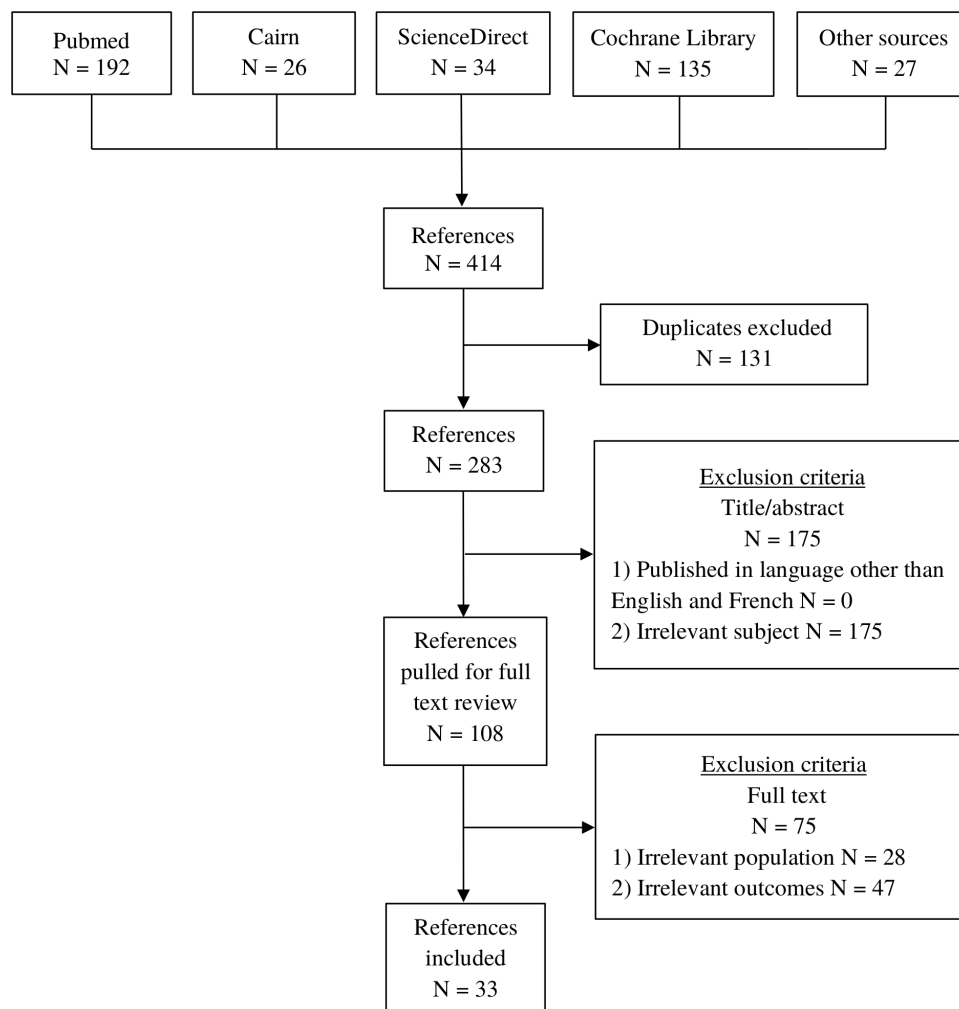 Pubmed
N = 192
Cairn
N = 26
ScienceDirect
N = 34
Cochrane Library
N = 135
Other sources
N = 27
References
N = 414
Duplicates excluded
N = 131
References
N = 283
Exclusion criteria
Title/abstract
N = 175
1) Published in language other than
English and French N = 0
2) Irrelevant subject N = 175
References
pulled for full
text review
N = 108
Exclusion criteria
Full text
N = 75
1) Irrelevant population N = 28
2) Irrelevant outcomes N = 47
References
included
N = 33